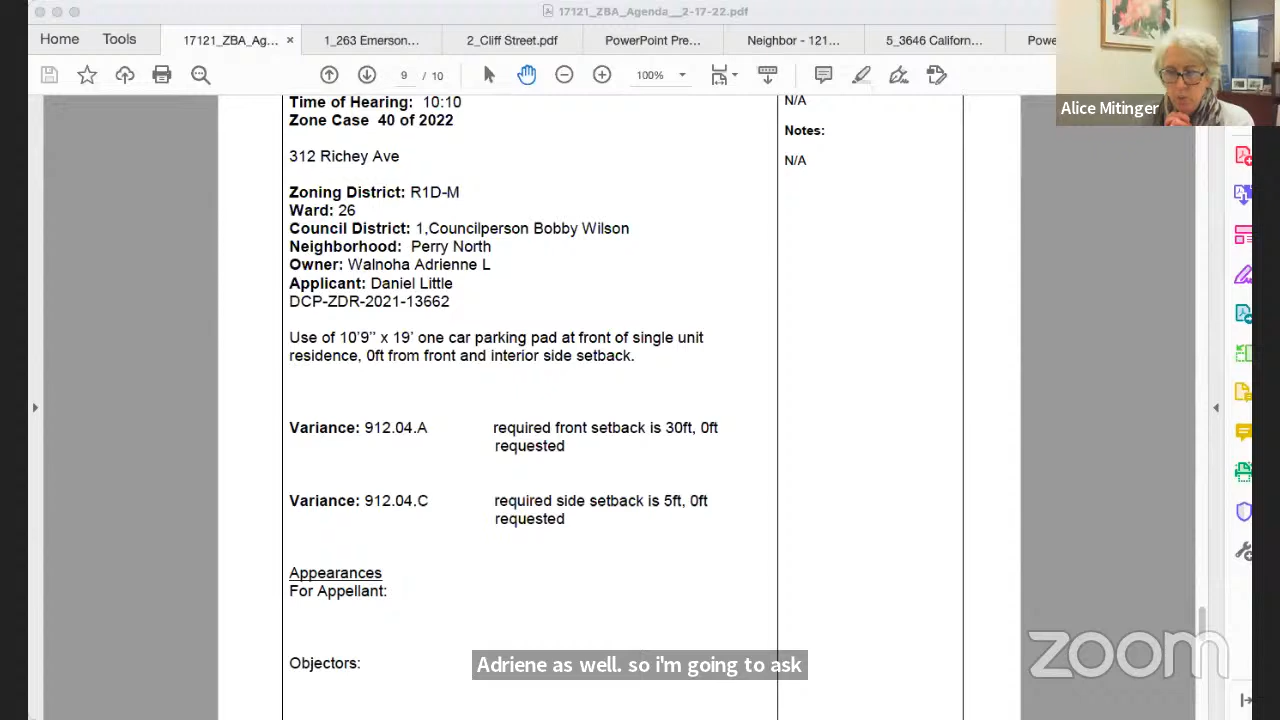 17121_ZBA_Agenda__2-17-22.pdf
Home Tools 17121_ZBA_Ag... × 1_263 Emerson... 2_Cliff Street.pdf PowerPoint Pre... Neighbor - 121... 5_3646 Californ... Pow
9 / 10 100%
Alice Mitinger
Time of Hearing: 10:10
Zone Case 40 of 2022
312 Richey Ave
Zoning District: R1D-M
Ward: 26
Council District: 1,Councilperson Bobby Wilson
Neighborhood: Perry North
Owner: Walnoha Adrienne L
Applicant: Daniel Little
DCP-ZDR-2021-13662
Use of 10’9’’ x 19’ one car parking pad at front of single unit
residence, 0ft from front and interior side setback.
Variance: 912.04.A required front setback is 30ft, 0ft
requested
Variance: 912.04.C required side setback is 5ft, 0ft
requested
Appearances
For Appellant:
Objectors:
N/A
Notes:
N/A
Adriene as well. so i'm going to ask
zoom